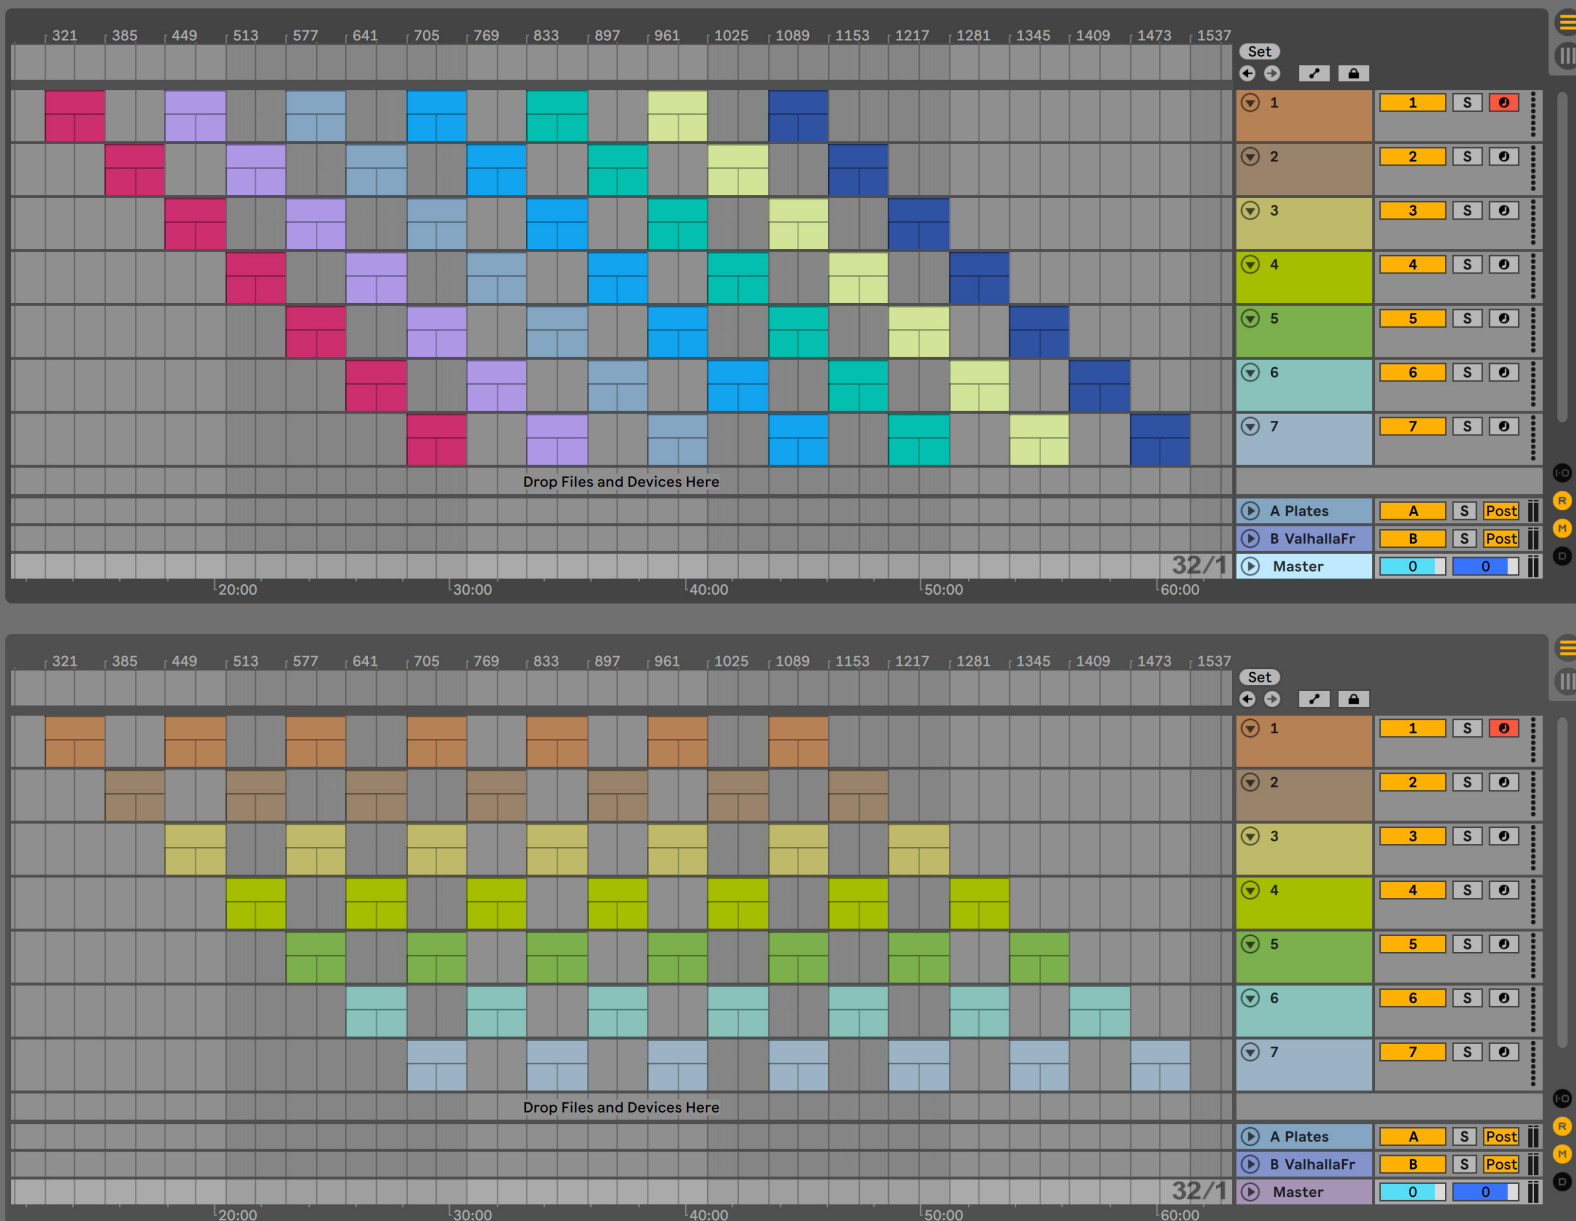 321 385 449 513 577 641 705 769 833 897 961 1025 1089 1153 1217 1281 1345 1409 1473 1537
Set
1 1 S
2 2 S
3 3 S
4 4 S
5 5 S
6 6 S
7 7 S
Drop Files and Devices Here
I·O
A Plates A S Post R
B ValhallaFr B S Post M
32/1 Master 0 0 D
20:00 30:00 40:00 50:00 60:00
321 385 449 513 577 641 705 769 833 897 961 1025 1089 1153 1217 1281 1345 1409 1473 1537
Set
1 1 S
2 2 S
3 3 S
4 4 S
5 5 S
6 6 S
7 7 S
Drop Files and Devices Here
I·O
A Plates A S Post R
B ValhallaFr B S Post M
32/1 Master 0 0 D
20:00 30:00 40:00 50:00 60:00